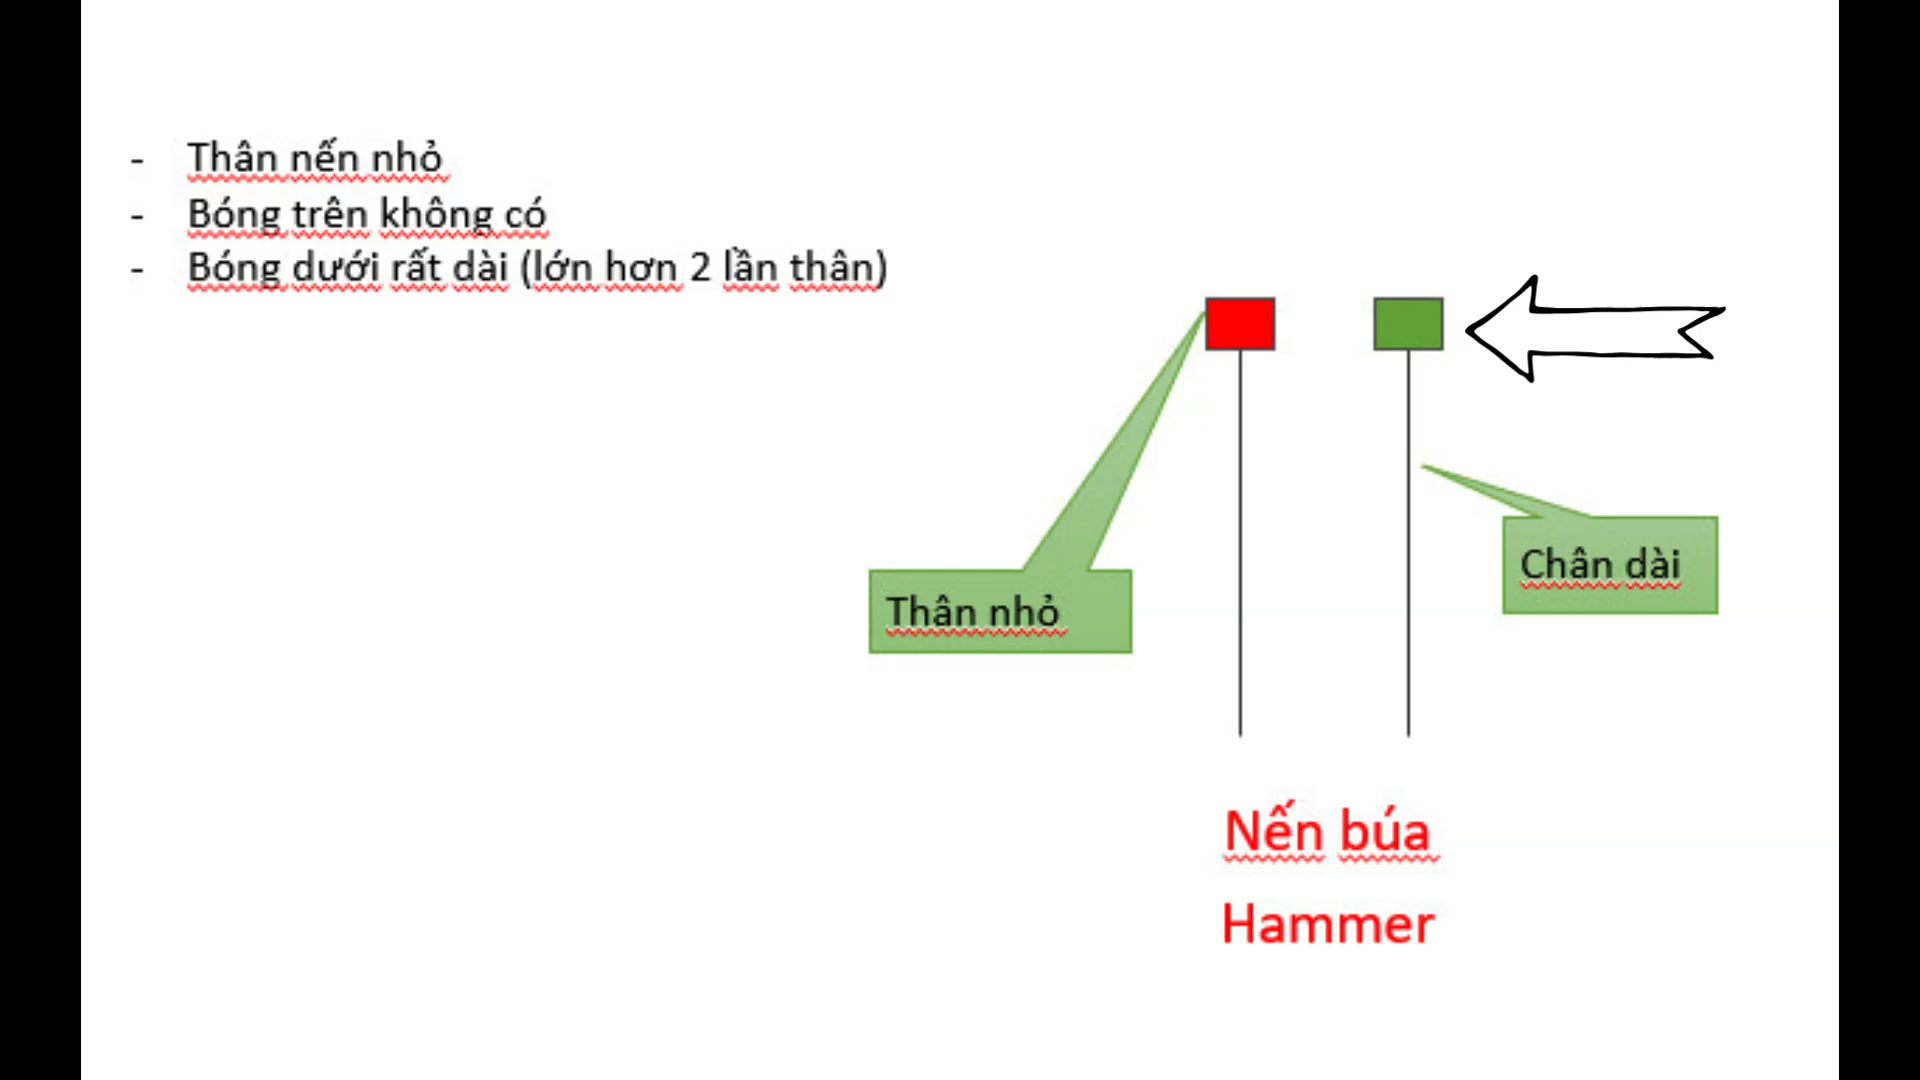 - Thân nến nhỏ
- Bóng trên không có
- Bóng dưới rất dài (lớn hơn 2 lần thân)
Thân nhỏ
Chân dài
Nến búa
Hammer